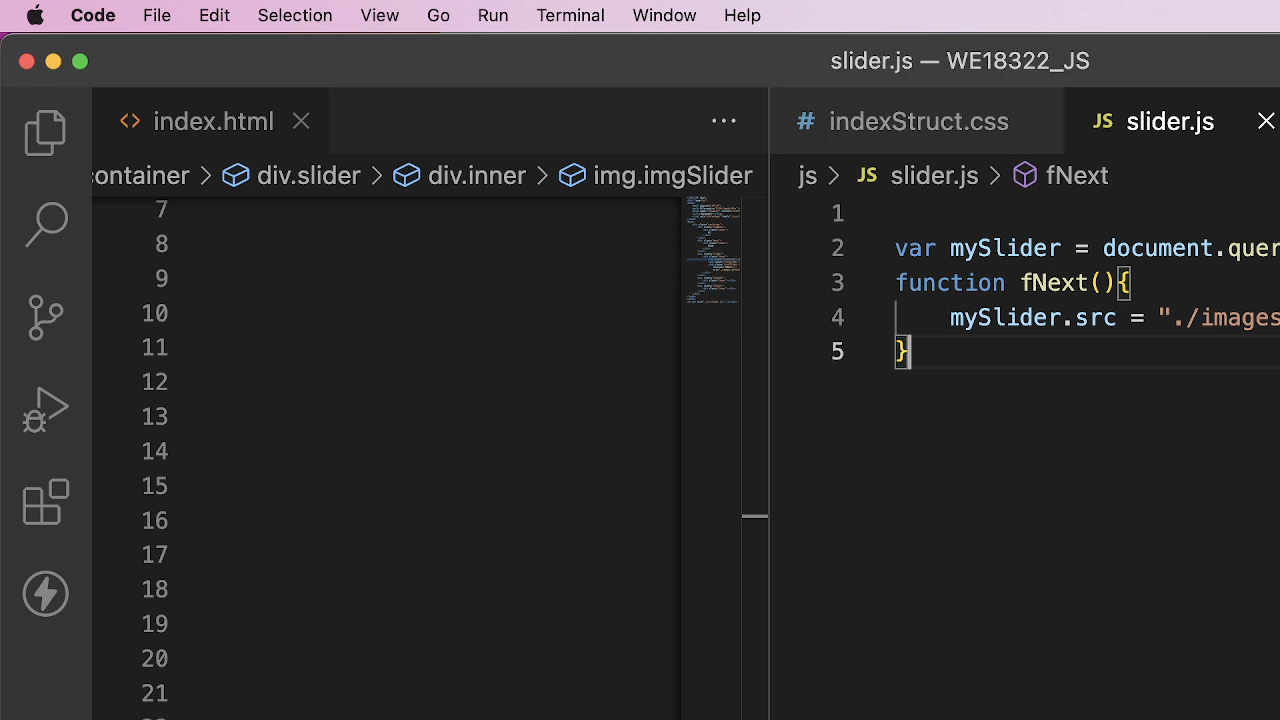 Code File Edit Selection View Go Run Terminal Window Help
slider.js — WE18322_JS
index.html
indexStruct.css
JS slider.js
container > div.slider > div.inner > img.imgSlider
js > JS slider.js > fNext
7
8
9
10
11
12
13
14
15
16
17
18
19
20
21
1
2 var mySlider = document.quer
3 function fNext(){
4 mySlider.src = "./images
5 }